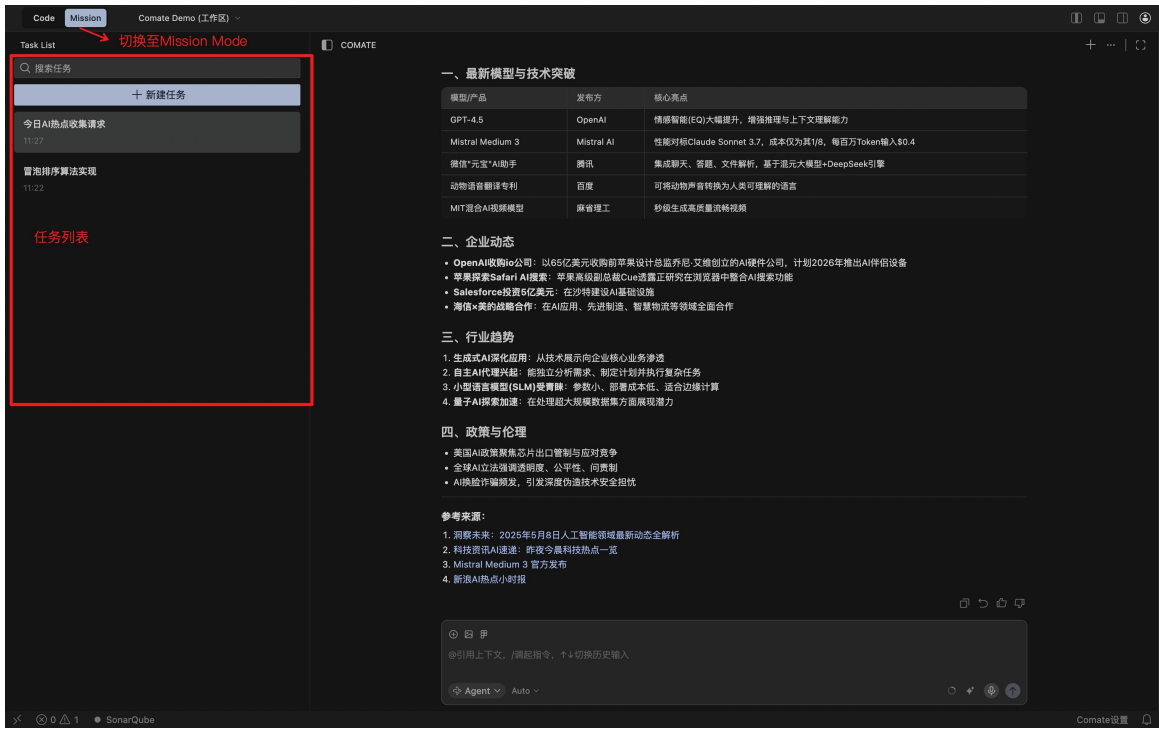 Code Mission Comate Demo (工作区)
切换至Mission Mode
Task List
搜索任务
新建任务
今日AI热点收集请求
11:27
冒泡排序算法实现
11:22
任务列表
COMATE
一、最新模型与技术突破
模型/产品 发布方 核心亮点
GPT-4.5 OpenAI 情感智能(EQ)大幅提升，增强推理与上下文理解能力
Mistral Medium 3 Mistral AI 性能对标Claude Sonnet 3.7，成本仅为其1/8，每百万Token输入$0.4
微信"元宝"AI助手 腾讯 集成聊天、答题、文件解析，基于混元大模型+DeepSeek引擎
动物语音翻译专利 百度 可将动物声音转换为人类可理解的语言
MIT混合AI视频模型 麻省理工 秒级生成高质量流畅视频
二、企业动态
• OpenAI收购io公司：以65亿美元收购前苹果设计总监乔尼·艾维创立的AI硬件公司，计划2026年推出AI伴侣设备
• 苹果探索Safari AI搜索：苹果高级副总裁Cue透露正研究在浏览器中整合AI搜索功能
• Salesforce投资5亿美元：在沙特建设AI基础设施
• 海信×美的战略合作：在AI应用、先进制造、智慧物流等领域全面合作
三、行业趋势
1. 生成式AI深化应用：从技术展示向企业核心业务渗透
2. 自主AI代理兴起：能独立分析需求、制定计划并执行复杂任务
3. 小型语言模型(SLM)受青睐：参数小、部署成本低、适合边缘计算
4. 量子AI探索加速：在处理超大规模数据集方面展现潜力
四、政策与伦理
• 美国AI政策聚焦芯片出口管制与应对竞争
• 全球AI立法强调透明度、公平性、问责制
• AI换脸诈骗频发，引发深度伪造技术安全担忧
参考来源：
1. 洞察未来：2025年5月8日人工智能领域最新动态全解析
2. 科技资讯AI速递：昨夜今晨科技热点一览
3. Mistral Medium 3 官方发布
4. 新浪AI热点小时报
@引用上下文，/调起指令，↑↓切换历史输入
Agent Auto
0 1 SonarQube
Comate设置